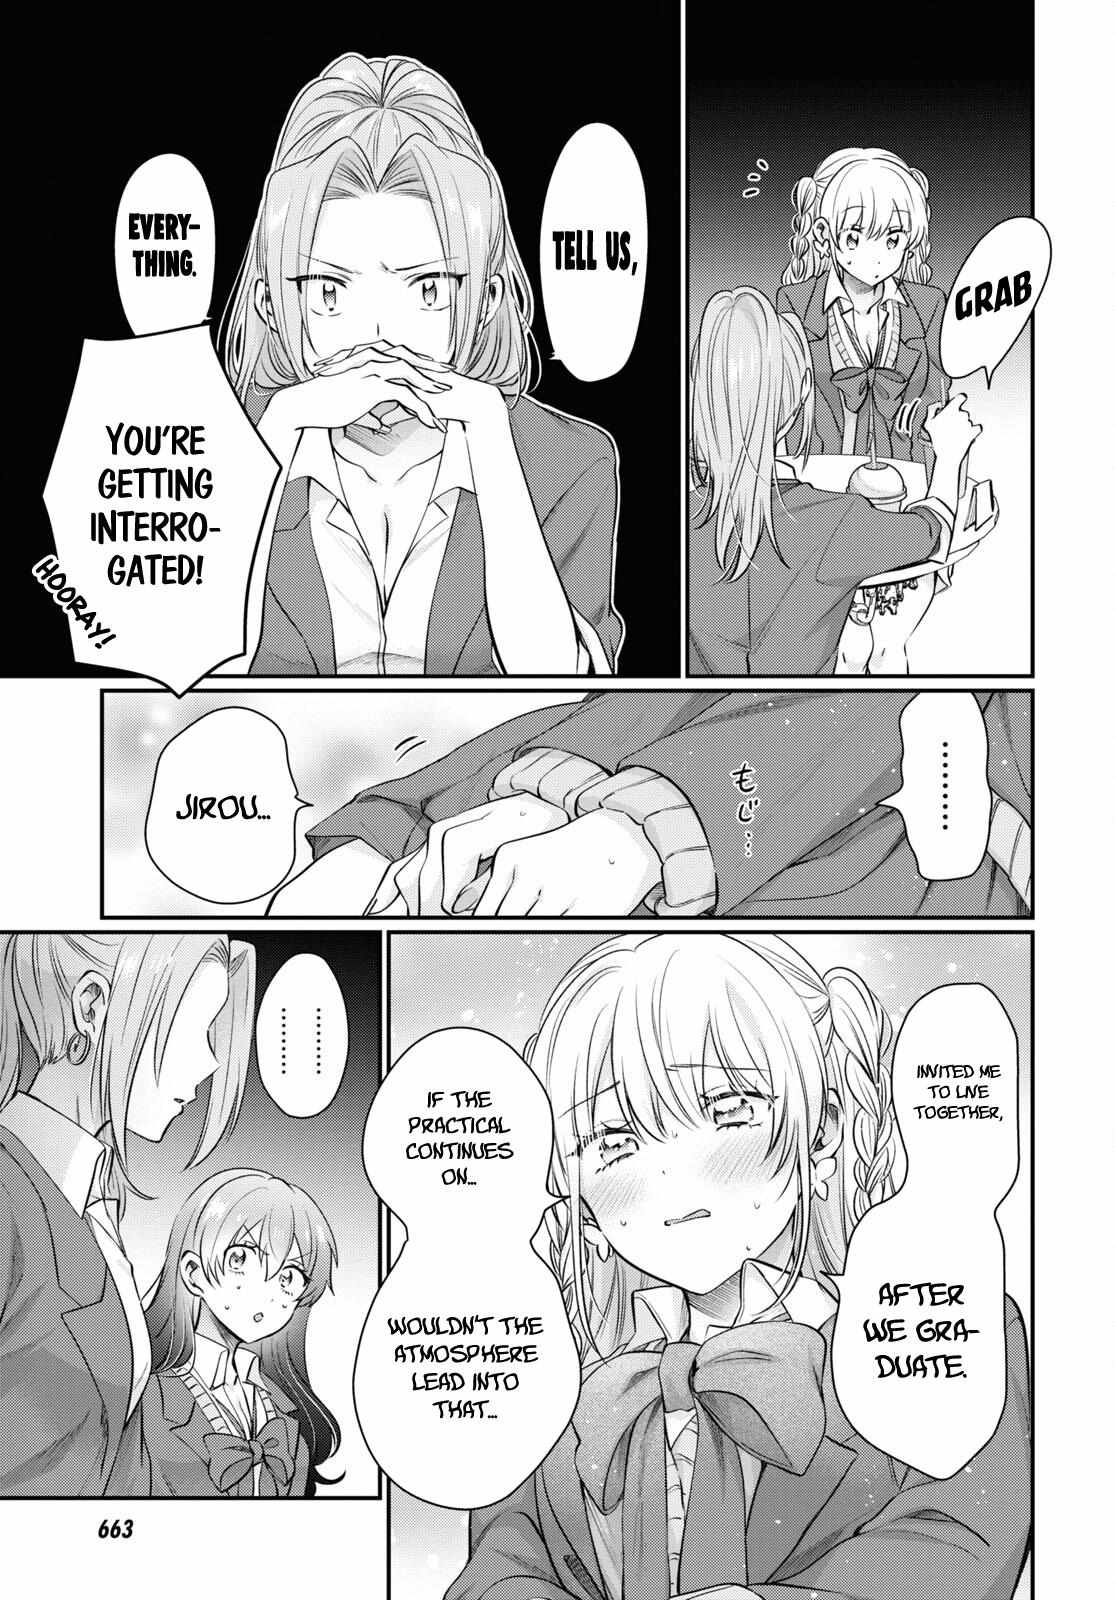 GRAB
TELL US,
EVERY-
THING.
YOU'RE
GETTING
INTERRO-
GATED!
HOORAY!
もじ…
JIROU...
INVITED ME
TO LIVE
TOGETHER,
AFTER
WE GRA-
DUATE.
IF THE
PRACTICAL
CONTINUES
ON...
WOULDN'T THE
ATMOSPHERE
LEAD INTO
THAT...
663